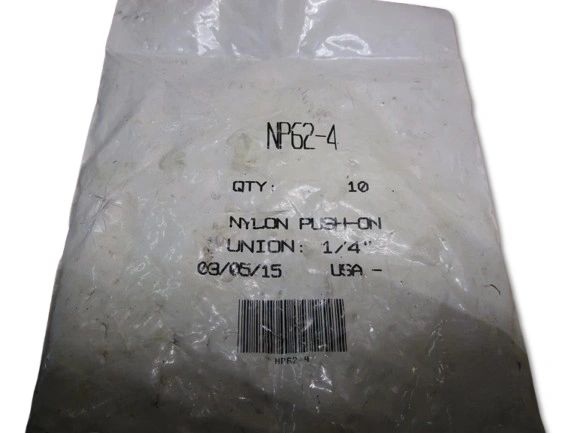 NP62-4
QTY: 10
NYLON PUSH-ON
UNION: 1/4"
03/05/15 USA -
NP62-4